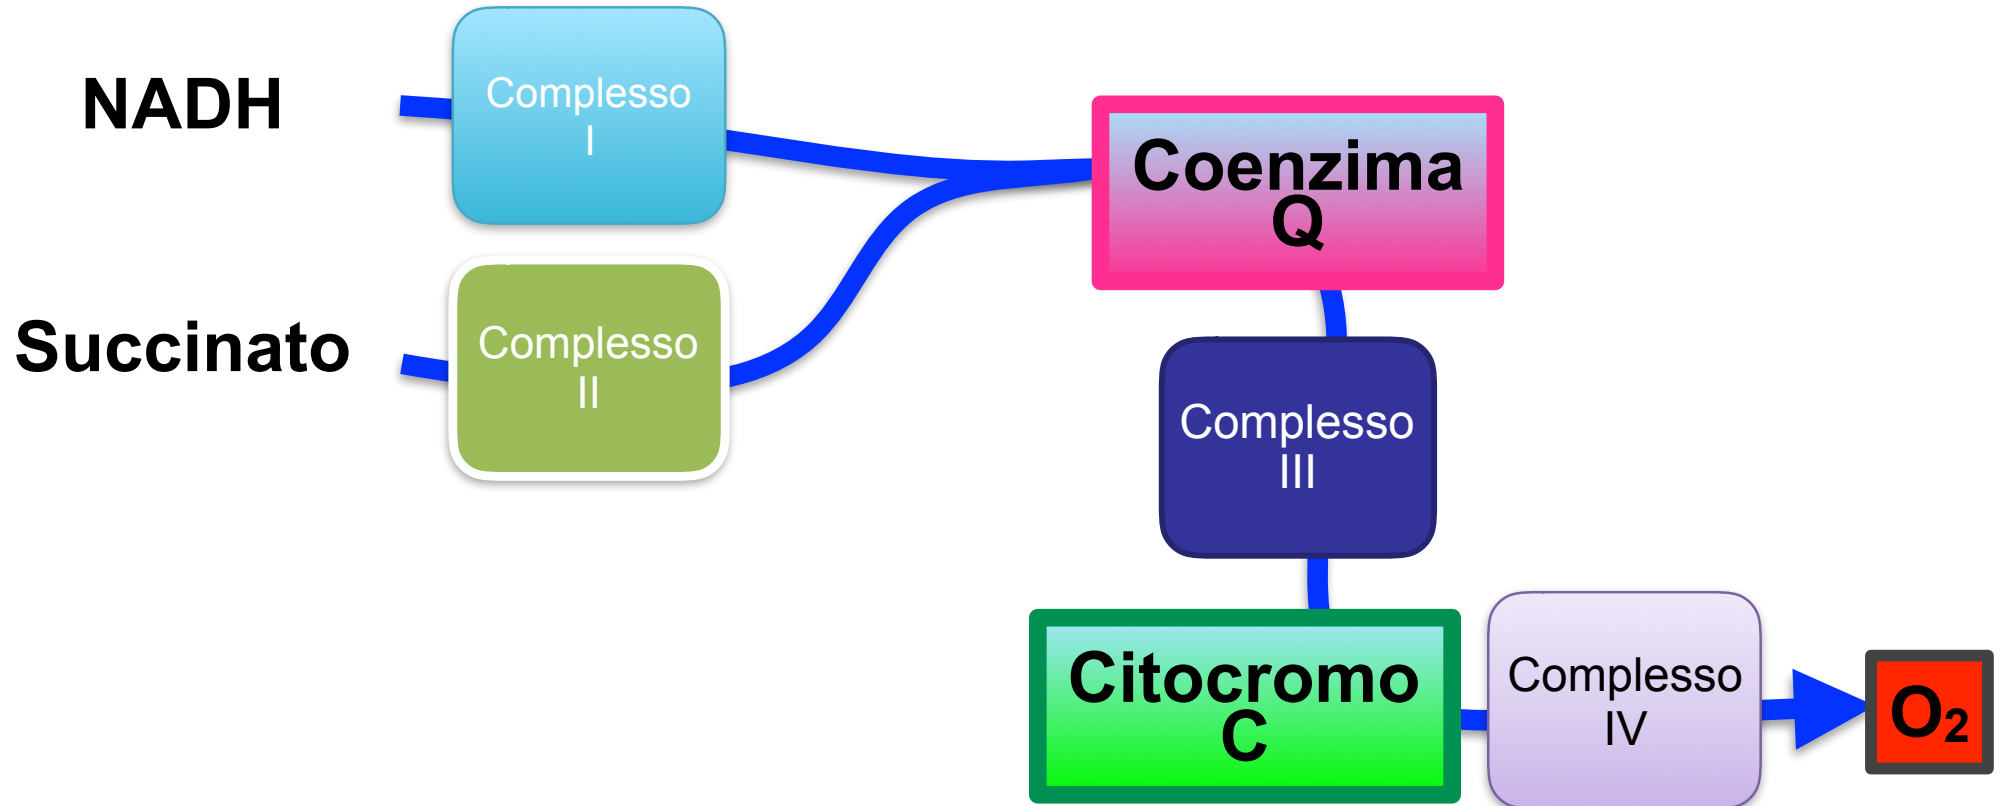 NADH
Complesso
I
Succinato
Complesso
II
Coenzima
Q
Complesso
III
Citocromo
C
Complesso
IV
O₂